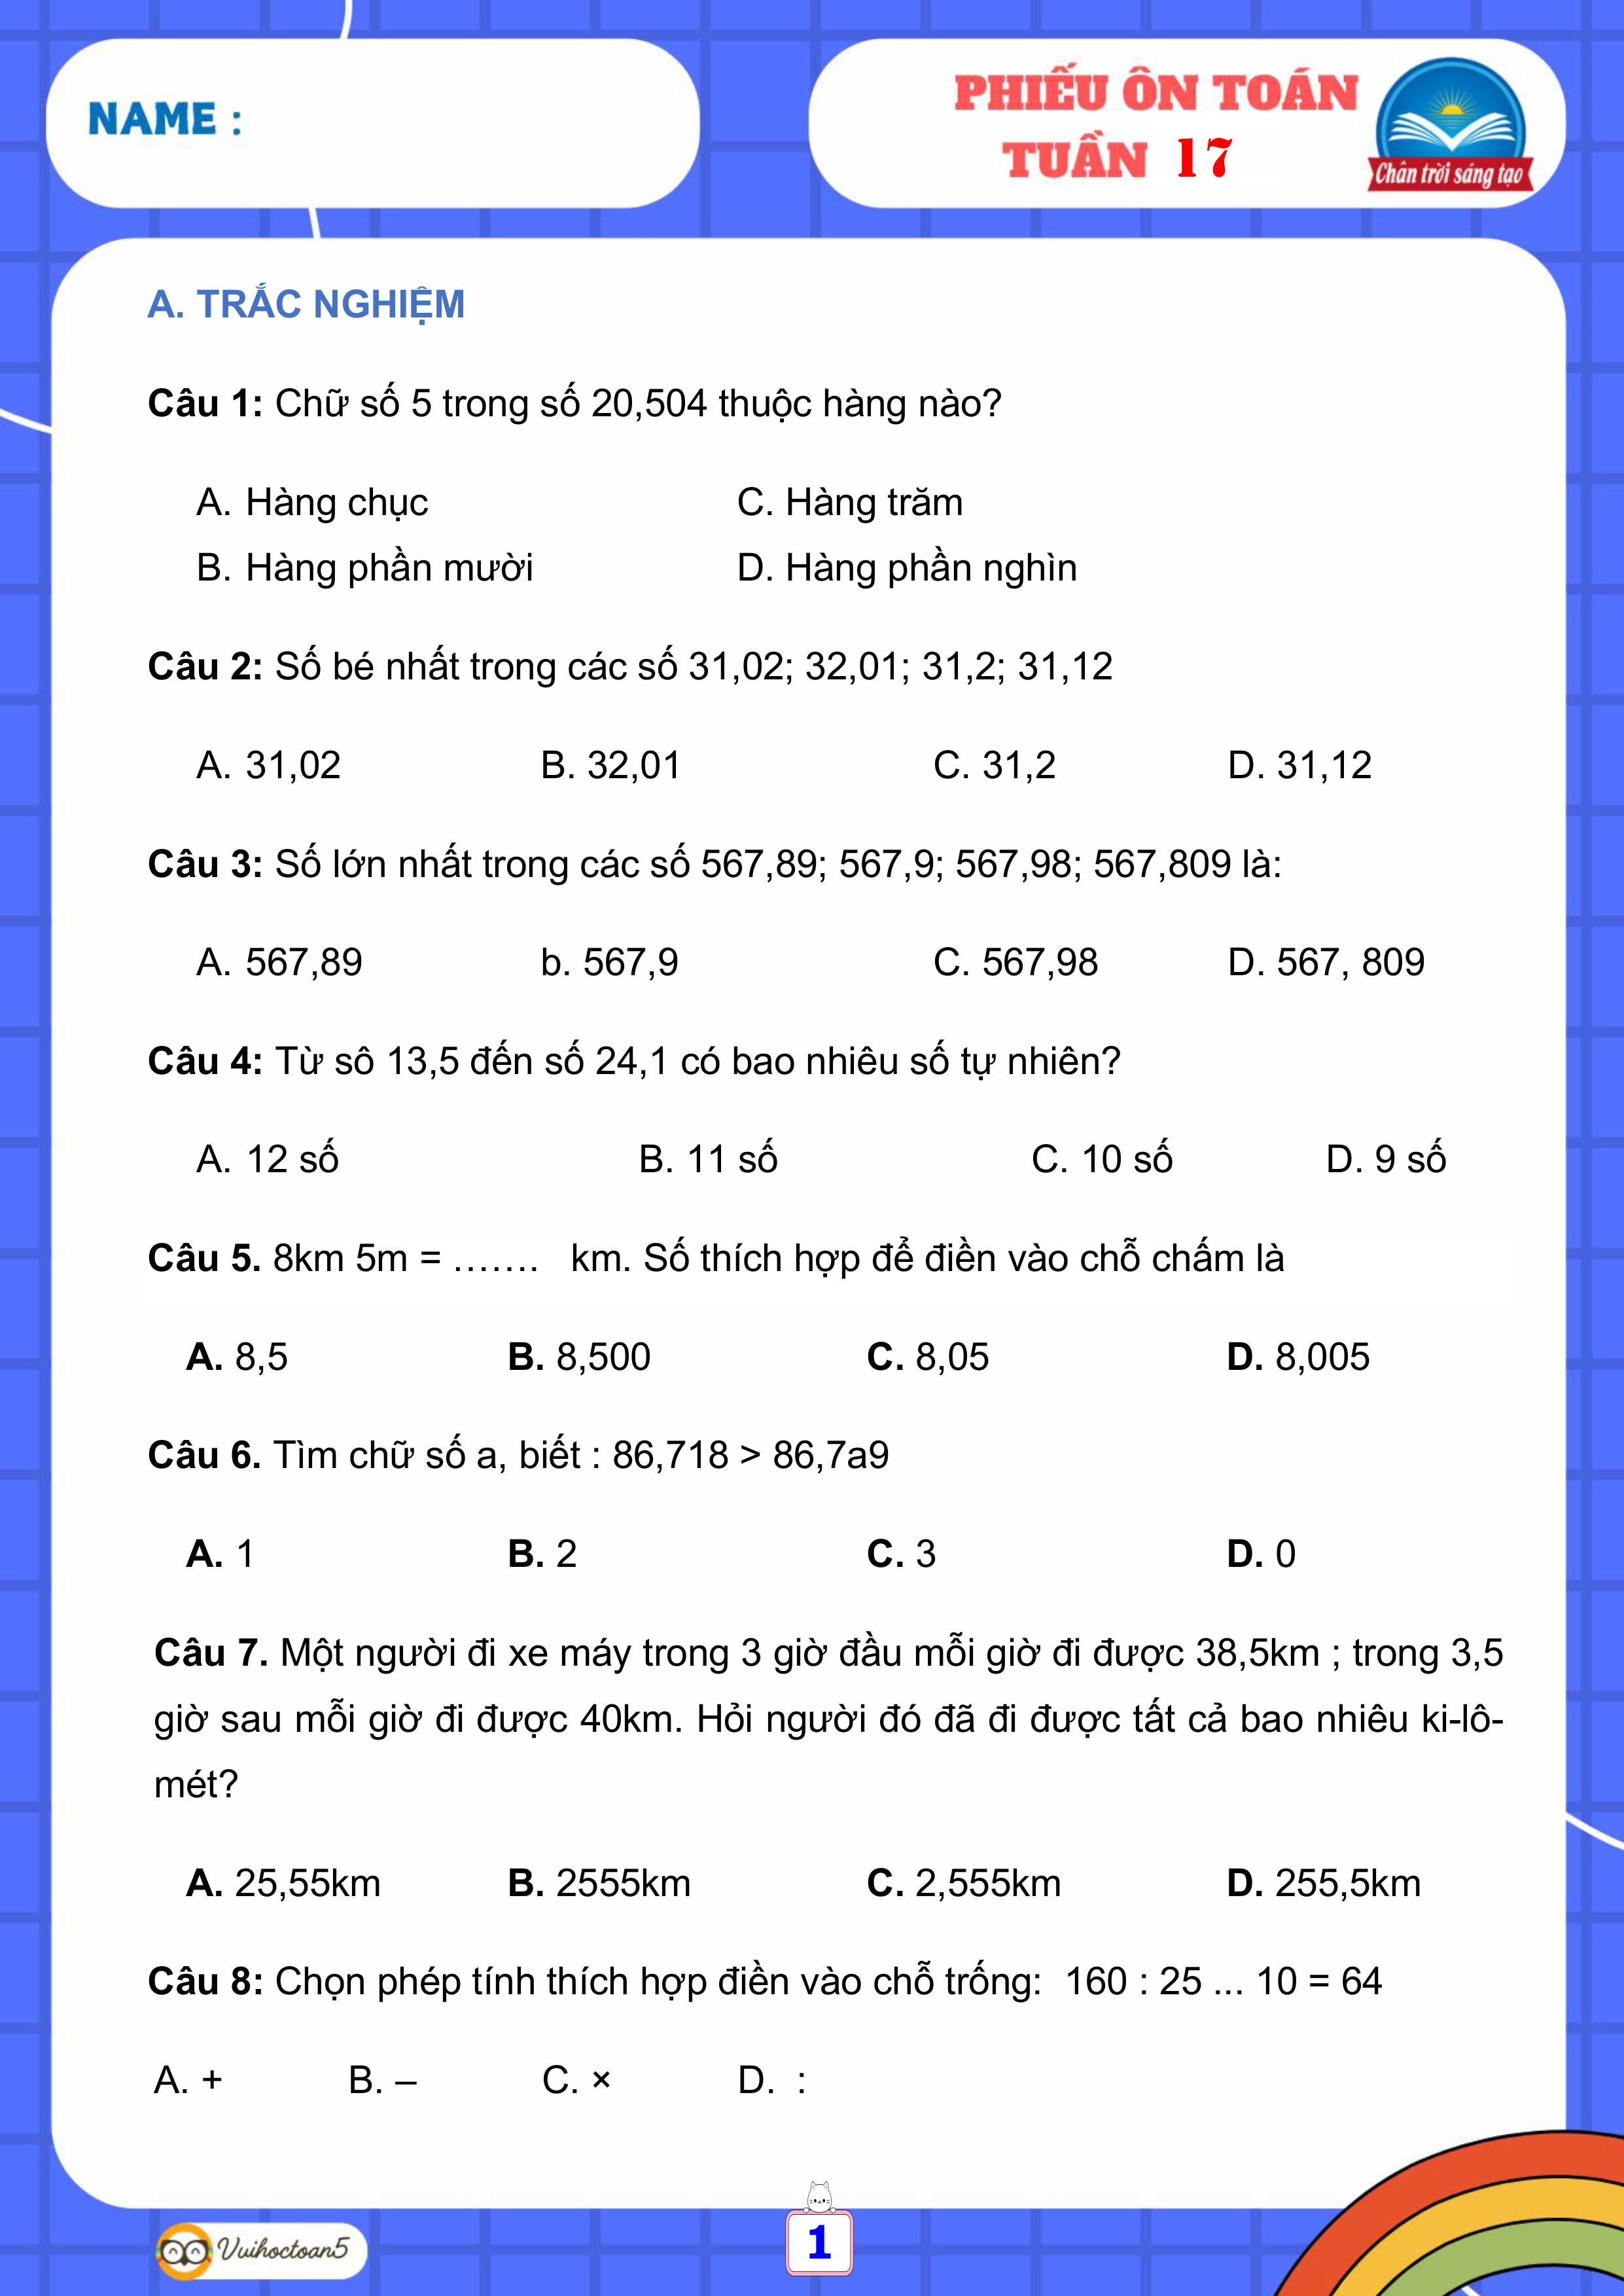 NAME :
PHIẾU ÔN TOÁN
TUẦN 17
Chân trời sáng tạo
A. TRẮC NGHIỆM
Câu 1: Chữ số 5 trong số 20,504 thuộc hàng nào?
A. Hàng chục C. Hàng trăm
B. Hàng phần mười D. Hàng phần nghìn
Câu 2: Số bé nhất trong các số 31,02; 32,01; 31,2; 31,12
A. 31,02 B. 32,01 C. 31,2 D. 31,12
Câu 3: Số lớn nhất trong các số 567,89; 567,9; 567,98; 567,809 là:
A. 567,89 b. 567,9 C. 567,98 D. 567, 809
Câu 4: Từ sô 13,5 đến số 24,1 có bao nhiêu số tự nhiên?
A. 12 số B. 11 số C. 10 số D. 9 số
Câu 5. 8km 5m = ....... km. Số thích hợp để điền vào chỗ chấm là
A. 8,5 B. 8,500 C. 8,05 D. 8,005
Câu 6. Tìm chữ số a, biết : 86,718 > 86,7a9
A. 1 B. 2 C. 3 D. 0
Câu 7. Một người đi xe máy trong 3 giờ đầu mỗi giờ đi được 38,5km ; trong 3,5
giờ sau mỗi giờ đi được 40km. Hỏi người đó đã đi được tất cả bao nhiêu ki-lô-
mét?
A. 25,55km B. 2555km C. 2,555km D. 255,5km
Câu 8: Chọn phép tính thích hợp điền vào chỗ trống: 160 : 25 ... 10 = 64
A. + B. – C. × D. :
Vuihoctoan5
1